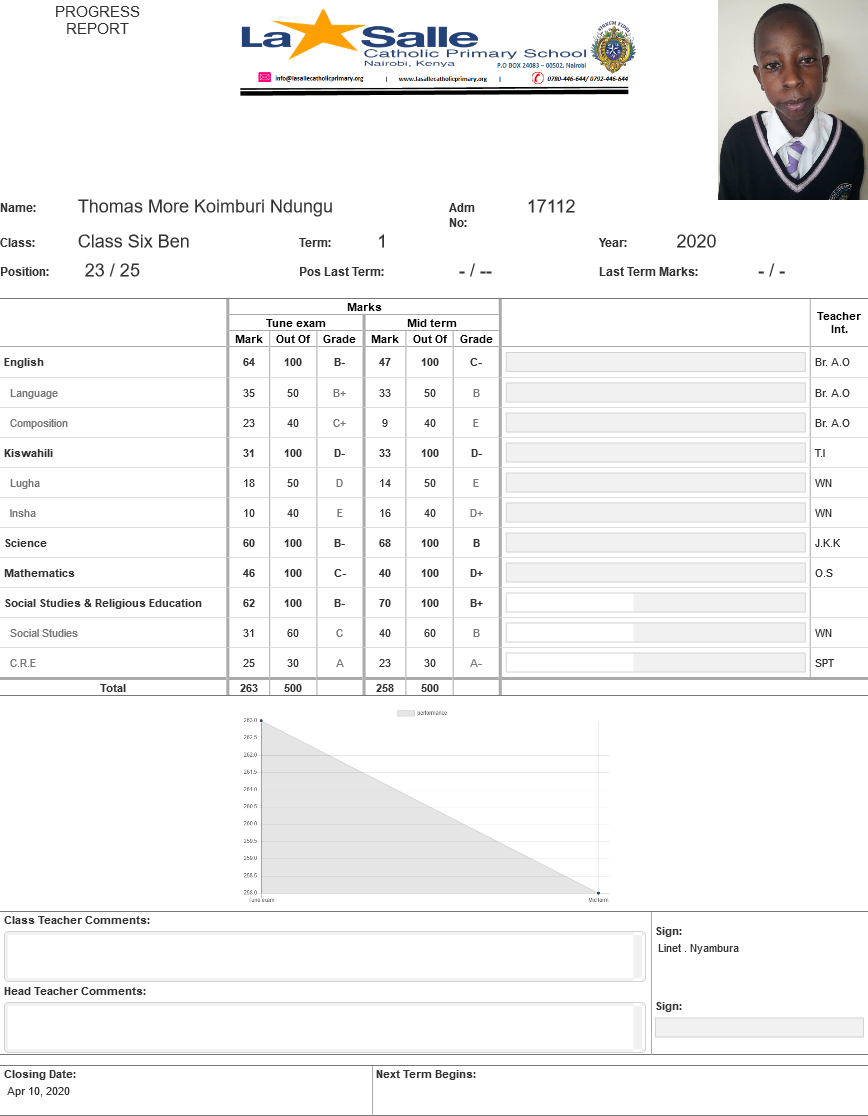 PROGRESS
REPORT
La Salle
Catholic Primary School
Nairobi, Kenya
P.O BOX 24083 – 00502, Nairobi
info@lasallecatholicprimary.org | www.lasallecatholicprimary.org | 0780-446-644/ 0792-446-644
Name: Thomas More Koimburi Ndungu Adm No: 17112
Class: Class Six Ben Term: 1 Year: 2020
Position: 23 / 25 Pos Last Term: - / -- Last Term Marks: - / -
Marks
Tune exam Mid term Teacher Int.
Mark Out Of Grade Mark Out Of Grade
English 64 100 B- 47 100 C- Br. A.O
Language 35 50 B+ 33 50 B Br. A.O
Composition 23 40 C+ 9 40 E Br. A.O
Kiswahili 31 100 D- 33 100 D- T.I
Lugha 18 50 D 14 50 E WN
Insha 10 40 E 16 40 D+ WN
Science 60 100 B- 68 100 B J.K.K
Mathematics 46 100 C- 40 100 D+ O.S
Social Studies & Religious Education 62 100 B- 70 100 B+
Social Studies 31 60 C 40 60 B WN
C.R.E 25 30 A 23 30 A- SPT
Total 263 500 258 500
performance
263.0
262.5
262.0
261.5
261.0
260.5
260.0
259.5
259.0
258.5
258.0
Tune exam Mid term
Class Teacher Comments:
Sign:
Linet . Nyambura
Head Teacher Comments:
Sign:
Closing Date: Next Term Begins:
Apr 10, 2020